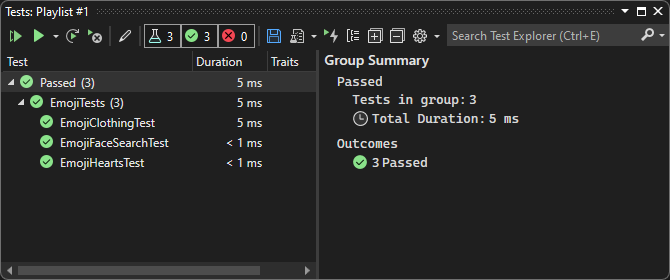 Tests: Playlist #1
3 3 0
Search Test Explorer (Ctrl+E)
Test Duration Traits
Passed (3) 5 ms
EmojiTests (3) 5 ms
EmojiClothingTest 5 ms
EmojiFaceSearchTest < 1 ms
EmojiHeartsTest < 1 ms
Group Summary
Passed
Tests in group: 3
Total Duration: 5 ms
Outcomes
3 Passed